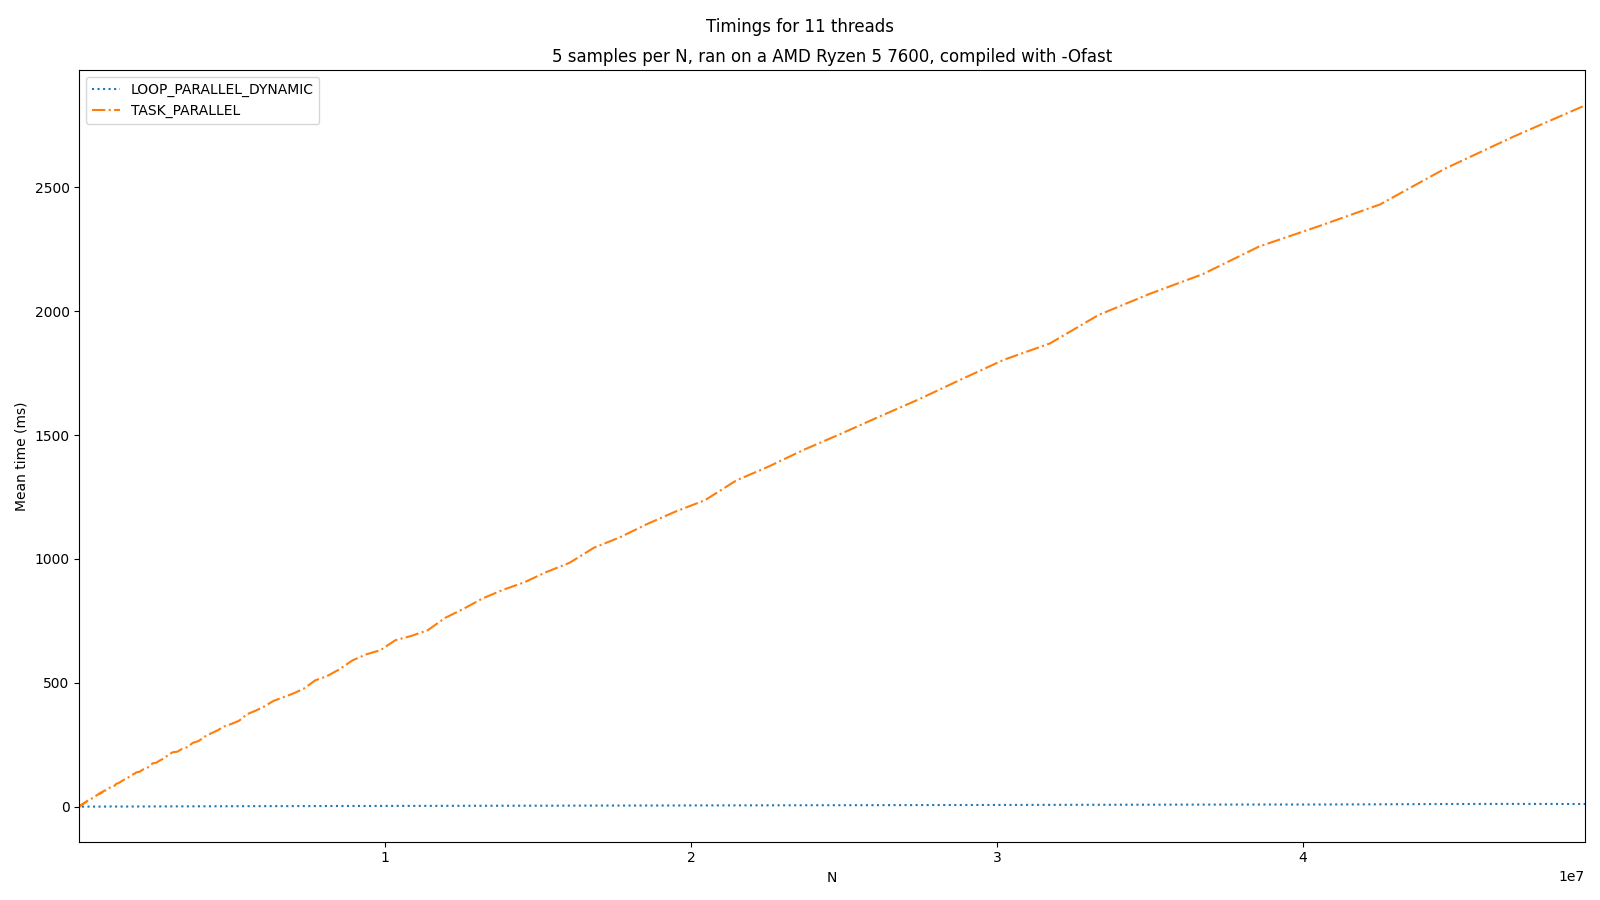 Timings for 11 threads
5 samples per N, ran on a AMD Ryzen 5 7600, compiled with -Ofast
LOOP_PARALLEL_DYNAMIC
TASK_PARALLEL
2500
2000
1500
1000
500
0
Mean time (ms)
1 2 3 4
1e7
N